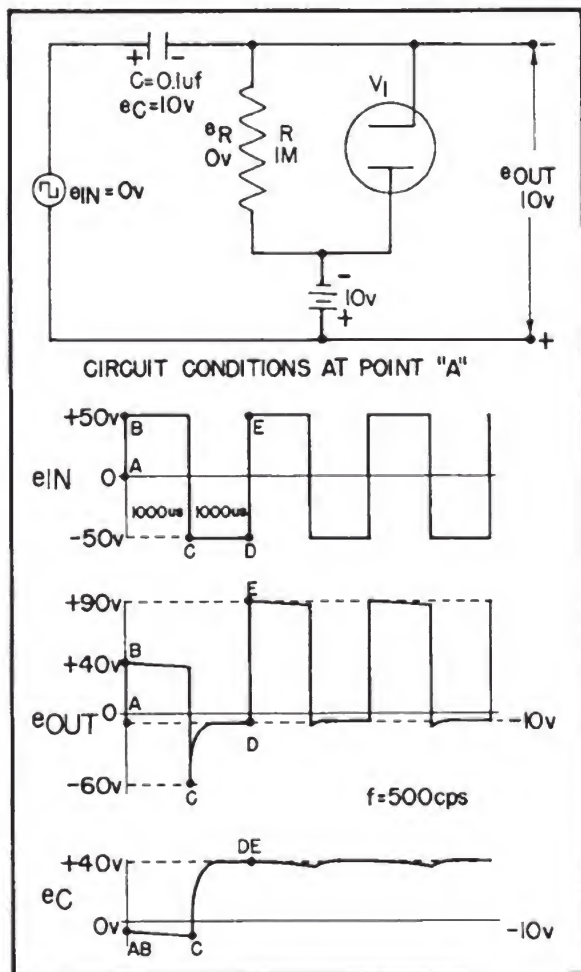 + - -
C=0.1uf
eC=10v
eR
0v
R
1M
V1
eIN=0v
eOUT
10v
-
10v
+ +
CIRCUIT CONDITIONS AT POINT "A"
+50v B E
A
eIN 0
1000us 1000us
-50v C D
E
+90v
B
+40v
A
0
eOUT -10v
D
-60v C
f=500cps
DE
+40v
eC
0v -10v
AB C